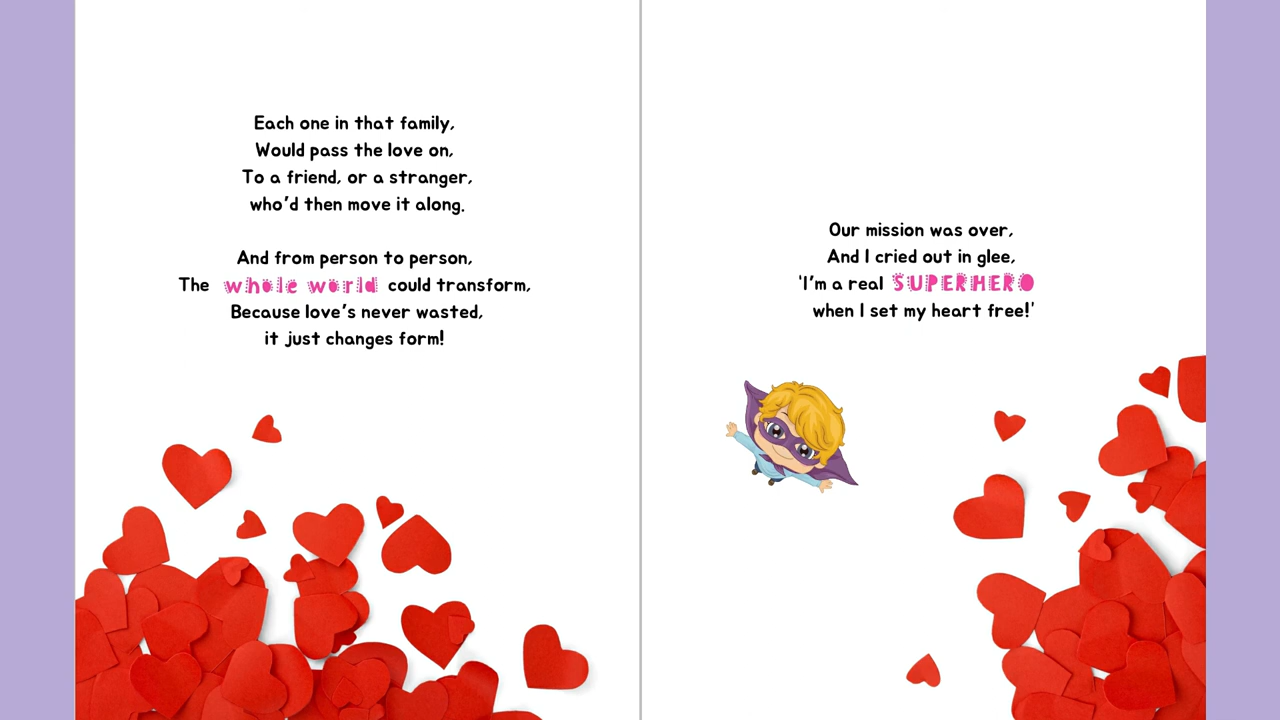 Each one in that family,
Would pass the love on,
To a friend, or a stranger,
who'd then move it along.
And from person to person,
The whole world could transform,
Because love's never wasted,
it just changes form!
Our mission was over,
And I cried out in glee,
'I'm a real SUPERHERO
when I set my heart free!'